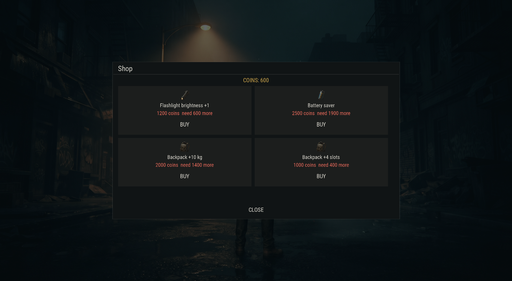 Shop
COINS: 600
Flashlight brightness +1
1200 coins need 600 more
BUY
Battery saver
2500 coins need 1900 more
BUY
Backpack +10 kg
2000 coins need 1400 more
BUY
Backpack +4 slots
1000 coins need 400 more
BUY
CLOSE